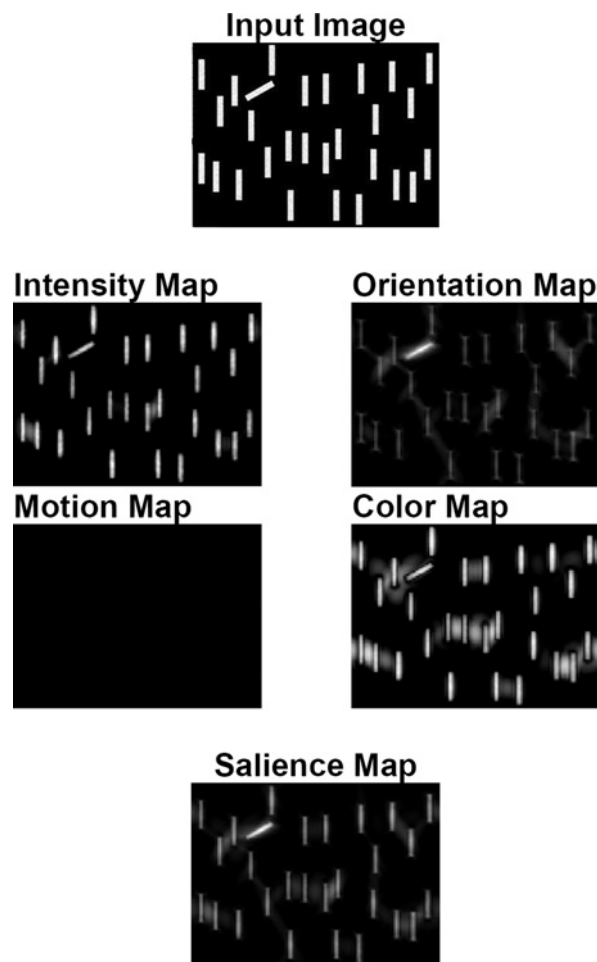 Input Image
Intensity Map
Orientation Map
Motion Map
Color Map
Salience Map